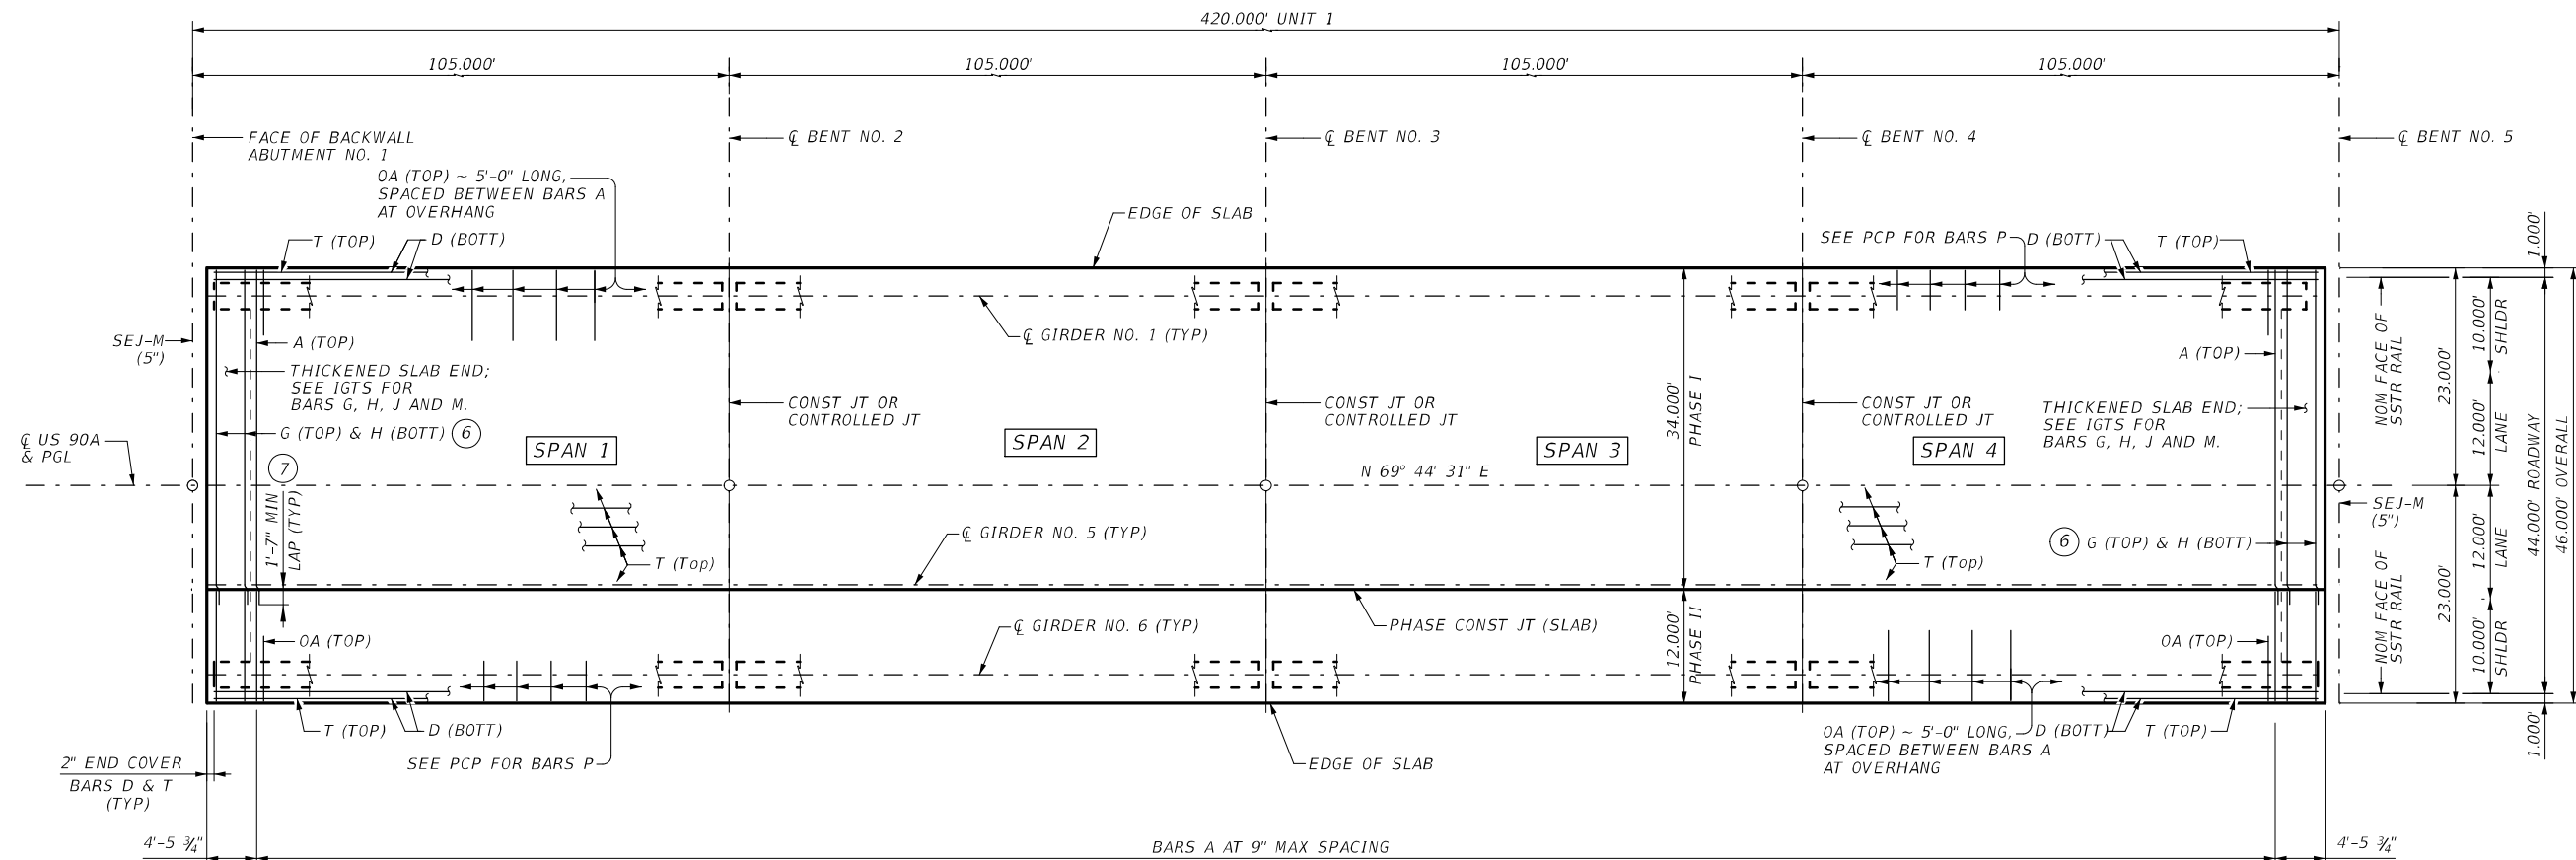 420.000' UNIT 1
105.000'
105.000'
105.000'
105.000'
FACE OF BACKWALL
ABUTMENT NO. 1
℄ BENT NO. 2
℄ BENT NO. 3
℄ BENT NO. 4
℄ BENT NO. 5
OA (TOP) ~ 5'-0" LONG,
SPACED BETWEEN BARS A
AT OVERHANG
EDGE OF SLAB
T (TOP)
D (BOTT)
SEE PCP FOR BARS P
D (BOTT)
T (TOP)
1.000'
SEJ-M
(5")
A (TOP)
℄ GIRDER NO. 1 (TYP)
A (TOP)
THICKENED SLAB END;
SEE IGTS FOR
BARS G, H, J AND M.
CONST JT OR
CONTROLLED JT
CONST JT OR
CONTROLLED JT
34.000'
PHASE I
CONST JT OR
CONTROLLED JT
THICKENED SLAB END;
SEE IGTS FOR
BARS G, H, J AND M.
NOM FACE OF
SSTR RAIL
23.000'
10.000'
SHLDR
12.000'
LANE
44.000' ROADWAY
46.000' OVERALL
℄ US 90A
& PGL
G (TOP) & H (BOTT) 6
SPAN 1
SPAN 2
SPAN 3
SPAN 4
7
1'-7" MIN
LAP (TYP)
N 69° 44' 31" E
SEJ-M
(5")
T (Top)
℄ GIRDER NO. 5 (TYP)
T (Top)
6 G (TOP) & H (BOTT)
NOM FACE OF
SSTR RAIL
23.000'
12.000'
LANE
10.000'
SHLDR
OA (TOP)
℄ GIRDER NO. 6 (TYP)
PHASE CONST JT (SLAB)
12.000'
PHASE II
OA (TOP)
T (TOP)
D (BOTT)
SEE PCP FOR BARS P
EDGE OF SLAB
OA (TOP) ~ 5'-0" LONG,
SPACED BETWEEN BARS A
AT OVERHANG
D (BOTT)
T (TOP)
1.000'
2" END COVER
BARS D & T
(TYP)
4'-5 ¾"
BARS A AT 9" MAX SPACING
4'-5 ¾"